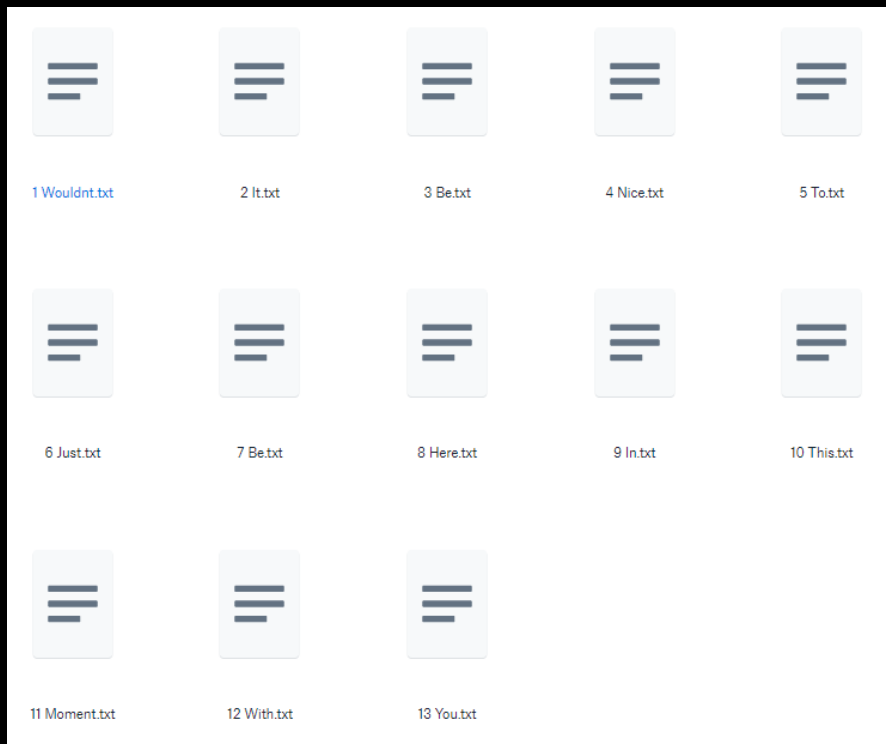 1 Wouldnt.txt 2 It.txt 3 Be.txt 4 Nice.txt 5 To.txt
6 Just.txt 7 Be.txt 8 Here.txt 9 In.txt 10 This.txt
11 Moment.txt 12 With.txt 13 You.txt